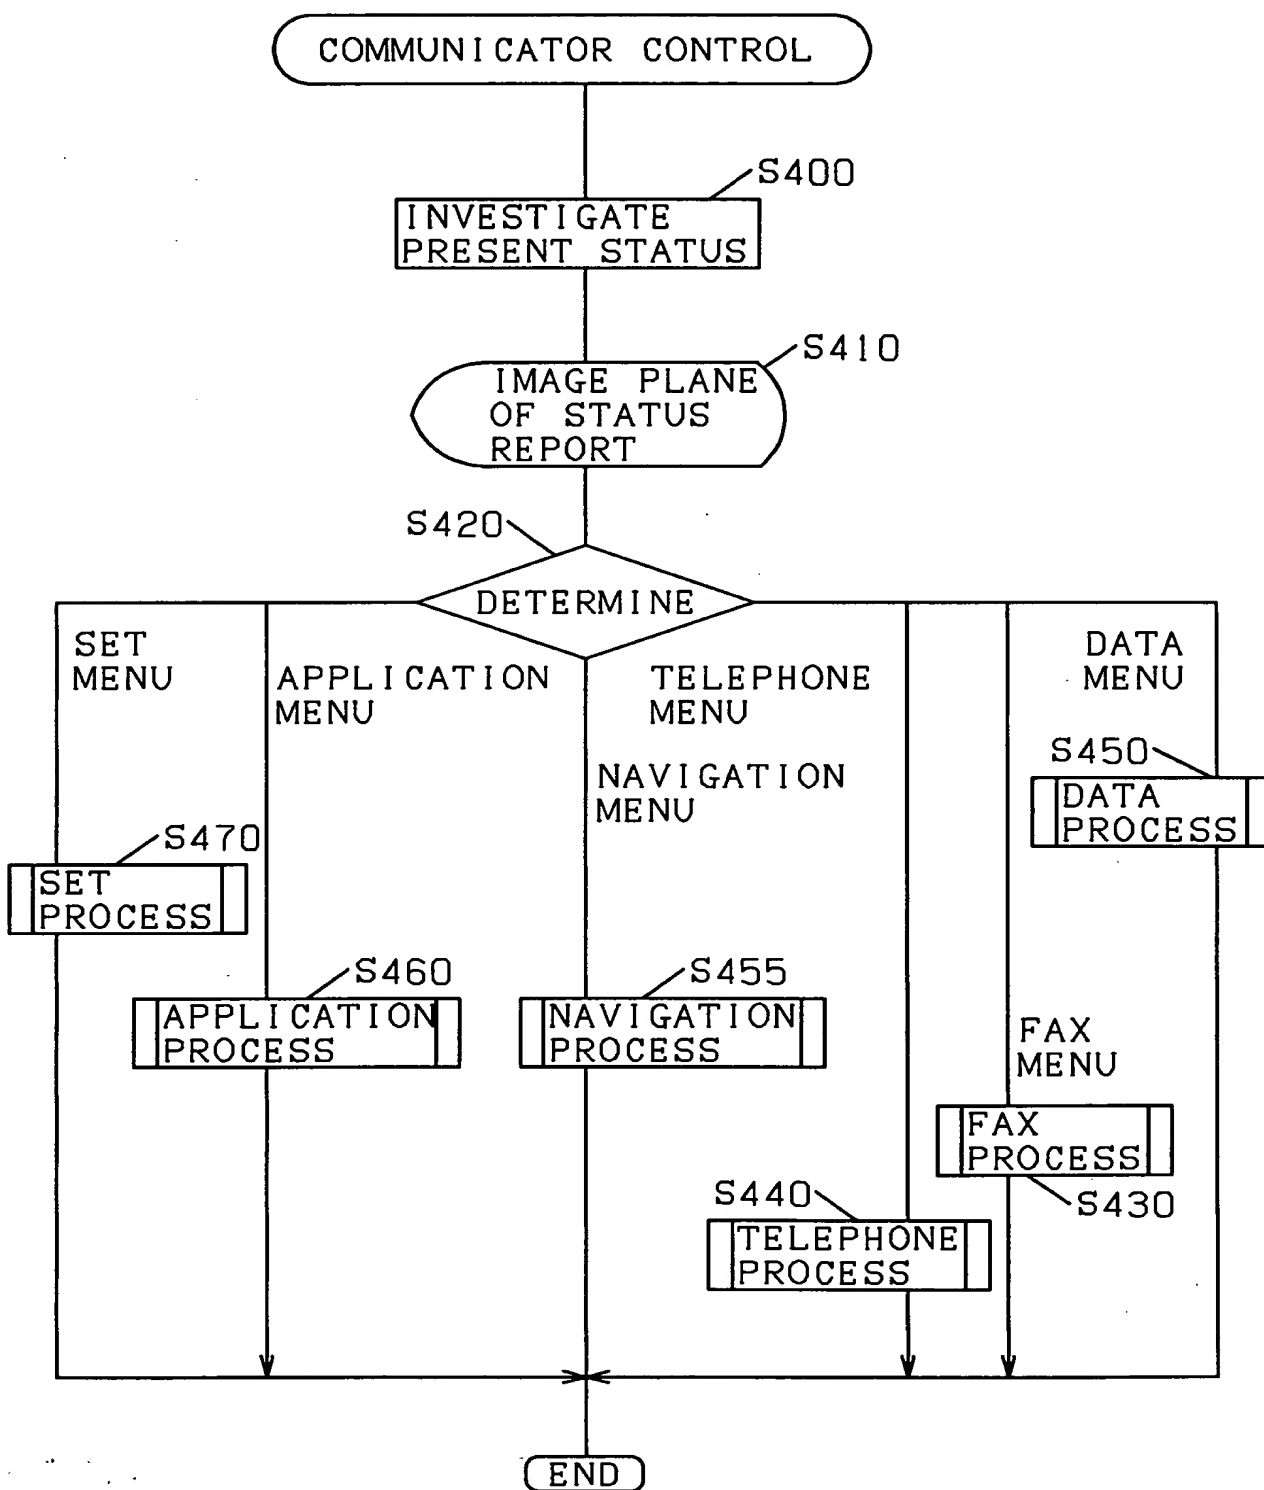 COMMUNICATOR CONTROL
S400
INVESTIGATE
PRESENT STATUS
S410
IMAGE PLANE
OF STATUS
REPORT
S420
DETERMINE
SET
MENU
APPLICATION
MENU
TELEPHONE
MENU
DATA
MENU
NAVIGATION
MENU
S450
DATA
PROCESS
S470
SET
PROCESS
S460
APPLICATION
PROCESS
S455
NAVIGATION
PROCESS
FAX
MENU
FAX
PROCESS
S430
S440
TELEPHONE
PROCESS
END